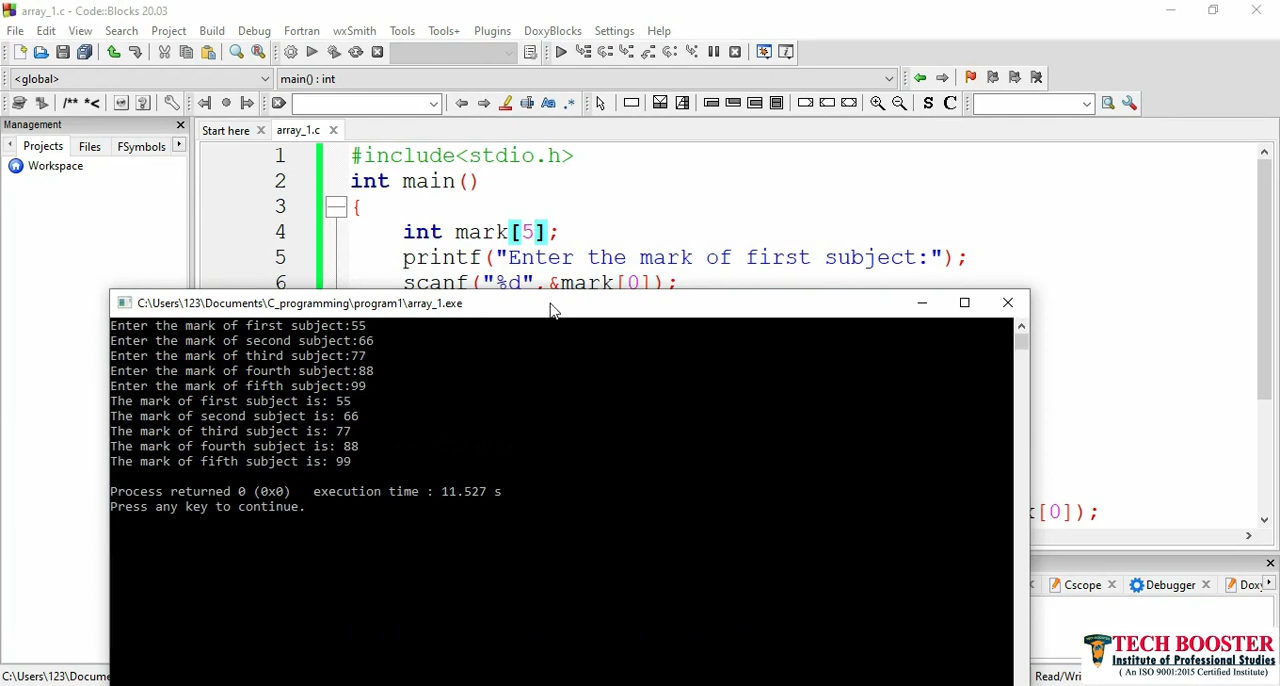 array_1.c - Code::Blocks 20.03
File Edit View Search Project Build Debug Fortran wxSmith Tools Tools+ Plugins DoxyBlocks Settings Help
<global> main() : int
/** *< S C
Management
Projects Files FSymbols
Workspace
Start here array_1.c
1 #include<stdio.h>
2 int main()
3 {
4 int mark[5];
5 printf("Enter the mark of first subject:");
6 scanf("%d",&mark[0]);
C:\Users\123\Documents\C_programming\program1\array_1.exe
Enter the mark of first subject:55
Enter the mark of second subject:66
Enter the mark of third subject:77
Enter the mark of fourth subject:88
Enter the mark of fifth subject:99
The mark of first subject is: 55
The mark of second subject is: 66
The mark of third subject is: 77
The mark of fourth subject is: 88
The mark of fifth subject is: 99
Process returned 0 (0x0) execution time : 11.527 s
Press any key to continue.
[0]);
Cscope Debugger Doxy
C:\Users\123\Docume
Read/Wri
TECH BOOSTER
Institute of Professional Studies
( An ISO 9001:2015 Certified Institute)